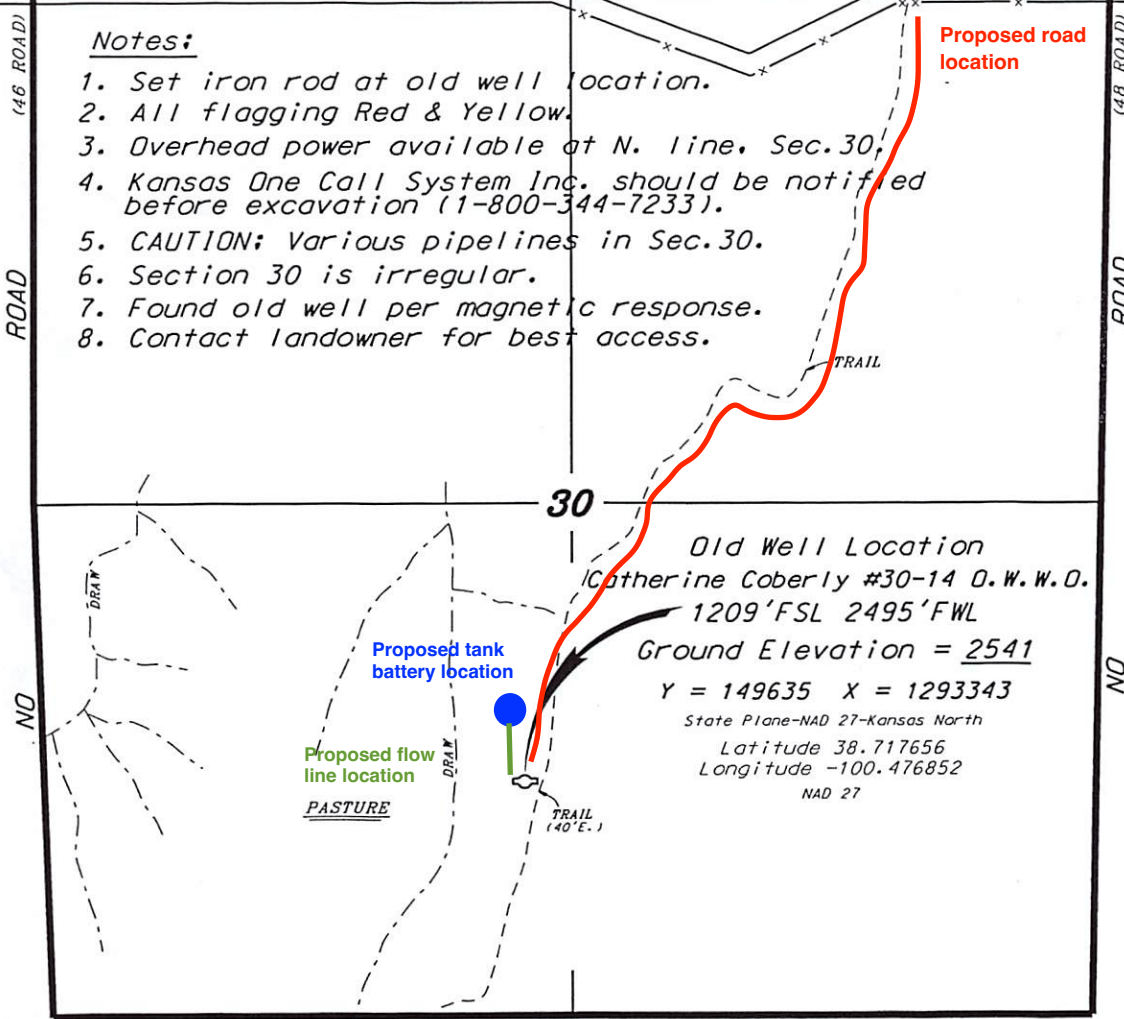 (46 ROAD)
ROAD
NO
Notes:
1. Set iron rod at old well location.
2. All flagging Red & Yellow.
3. Overhead power available at N. line, Sec.30.
4. Kansas One Call System Inc. should be notified
before excavation (1-800-344-7233).
5. CAUTION: Various pipelines in Sec.30.
6. Section 30 is irregular.
7. Found old well per magnetic response.
8. Contact landowner for best access.
Proposed road
location
(48 ROAD)
ROAD
NO
TRAIL
30
DRAW
Old Well Location
Catherine Coberly #30-14 O.W.W.O.
1209'FSL 2495'FWL
Ground Elevation = 2541
Y = 149635 X = 1293343
State Plane-NAD 27-Kansas North
Latitude 38.717656
Longitude -100.476852
NAD 27
Proposed tank
battery location
Proposed flow
line location
DRAW
PASTURE
TRAIL
(40'E.)